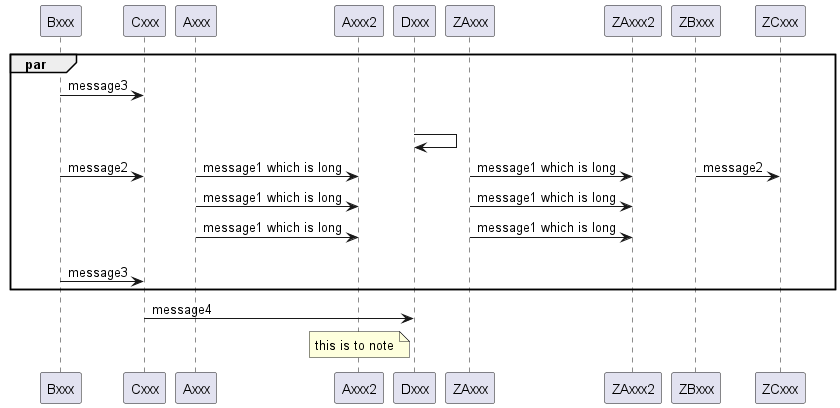 Bxxx Cxxx Axxx Axxx2 Dxxx ZAxxx ZAxxx2 ZBxxx ZCxxx
par
message3
message2 message1 which is long message1 which is long message2
message1 which is long message1 which is long
message1 which is long message1 which is long
message3
message4
this is to note
Bxxx Cxxx Axxx Axxx2 Dxxx ZAxxx ZAxxx2 ZBxxx ZCxxx